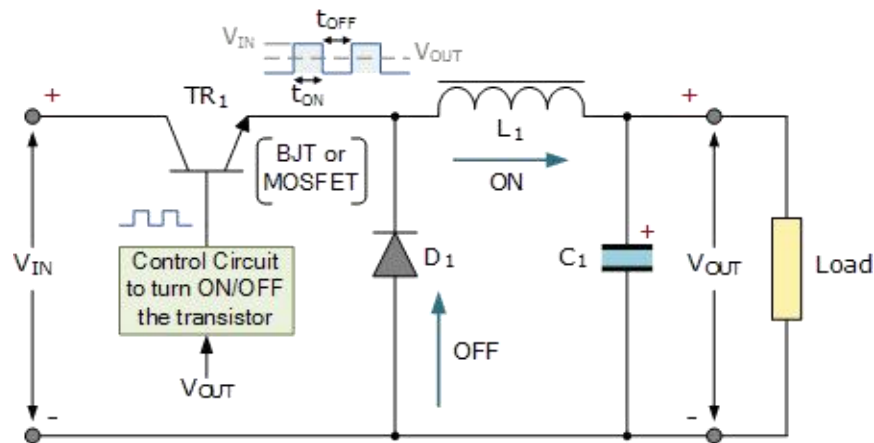 tOFF
VIN
VOUT
tON
+
TR1
+
L1
BJT or
MOSFET
ON
VIN
Control Circuit
to turn ON/OFF
the transistor
D1
C1
+
VOUT
Load
OFF
VOUT
-
-